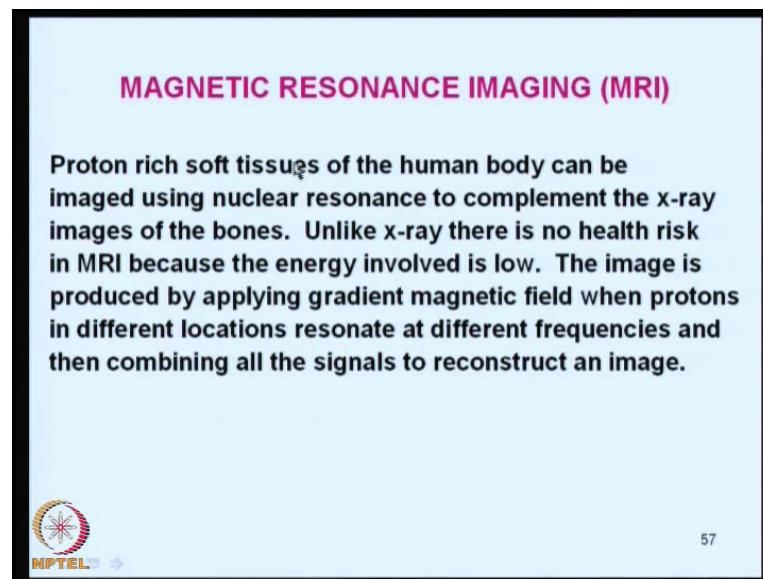 MAGNETIC RESONANCE IMAGING (MRI)
Proton rich soft tissues of the human body can be
imaged using nuclear resonance to complement the x-ray
images of the bones. Unlike x-ray there is no health risk
in MRI because the energy involved is low. The image is
produced by applying gradient magnetic field when protons
in different locations resonate at different frequencies and
then combining all the signals to reconstruct an image.
NPTEL
57